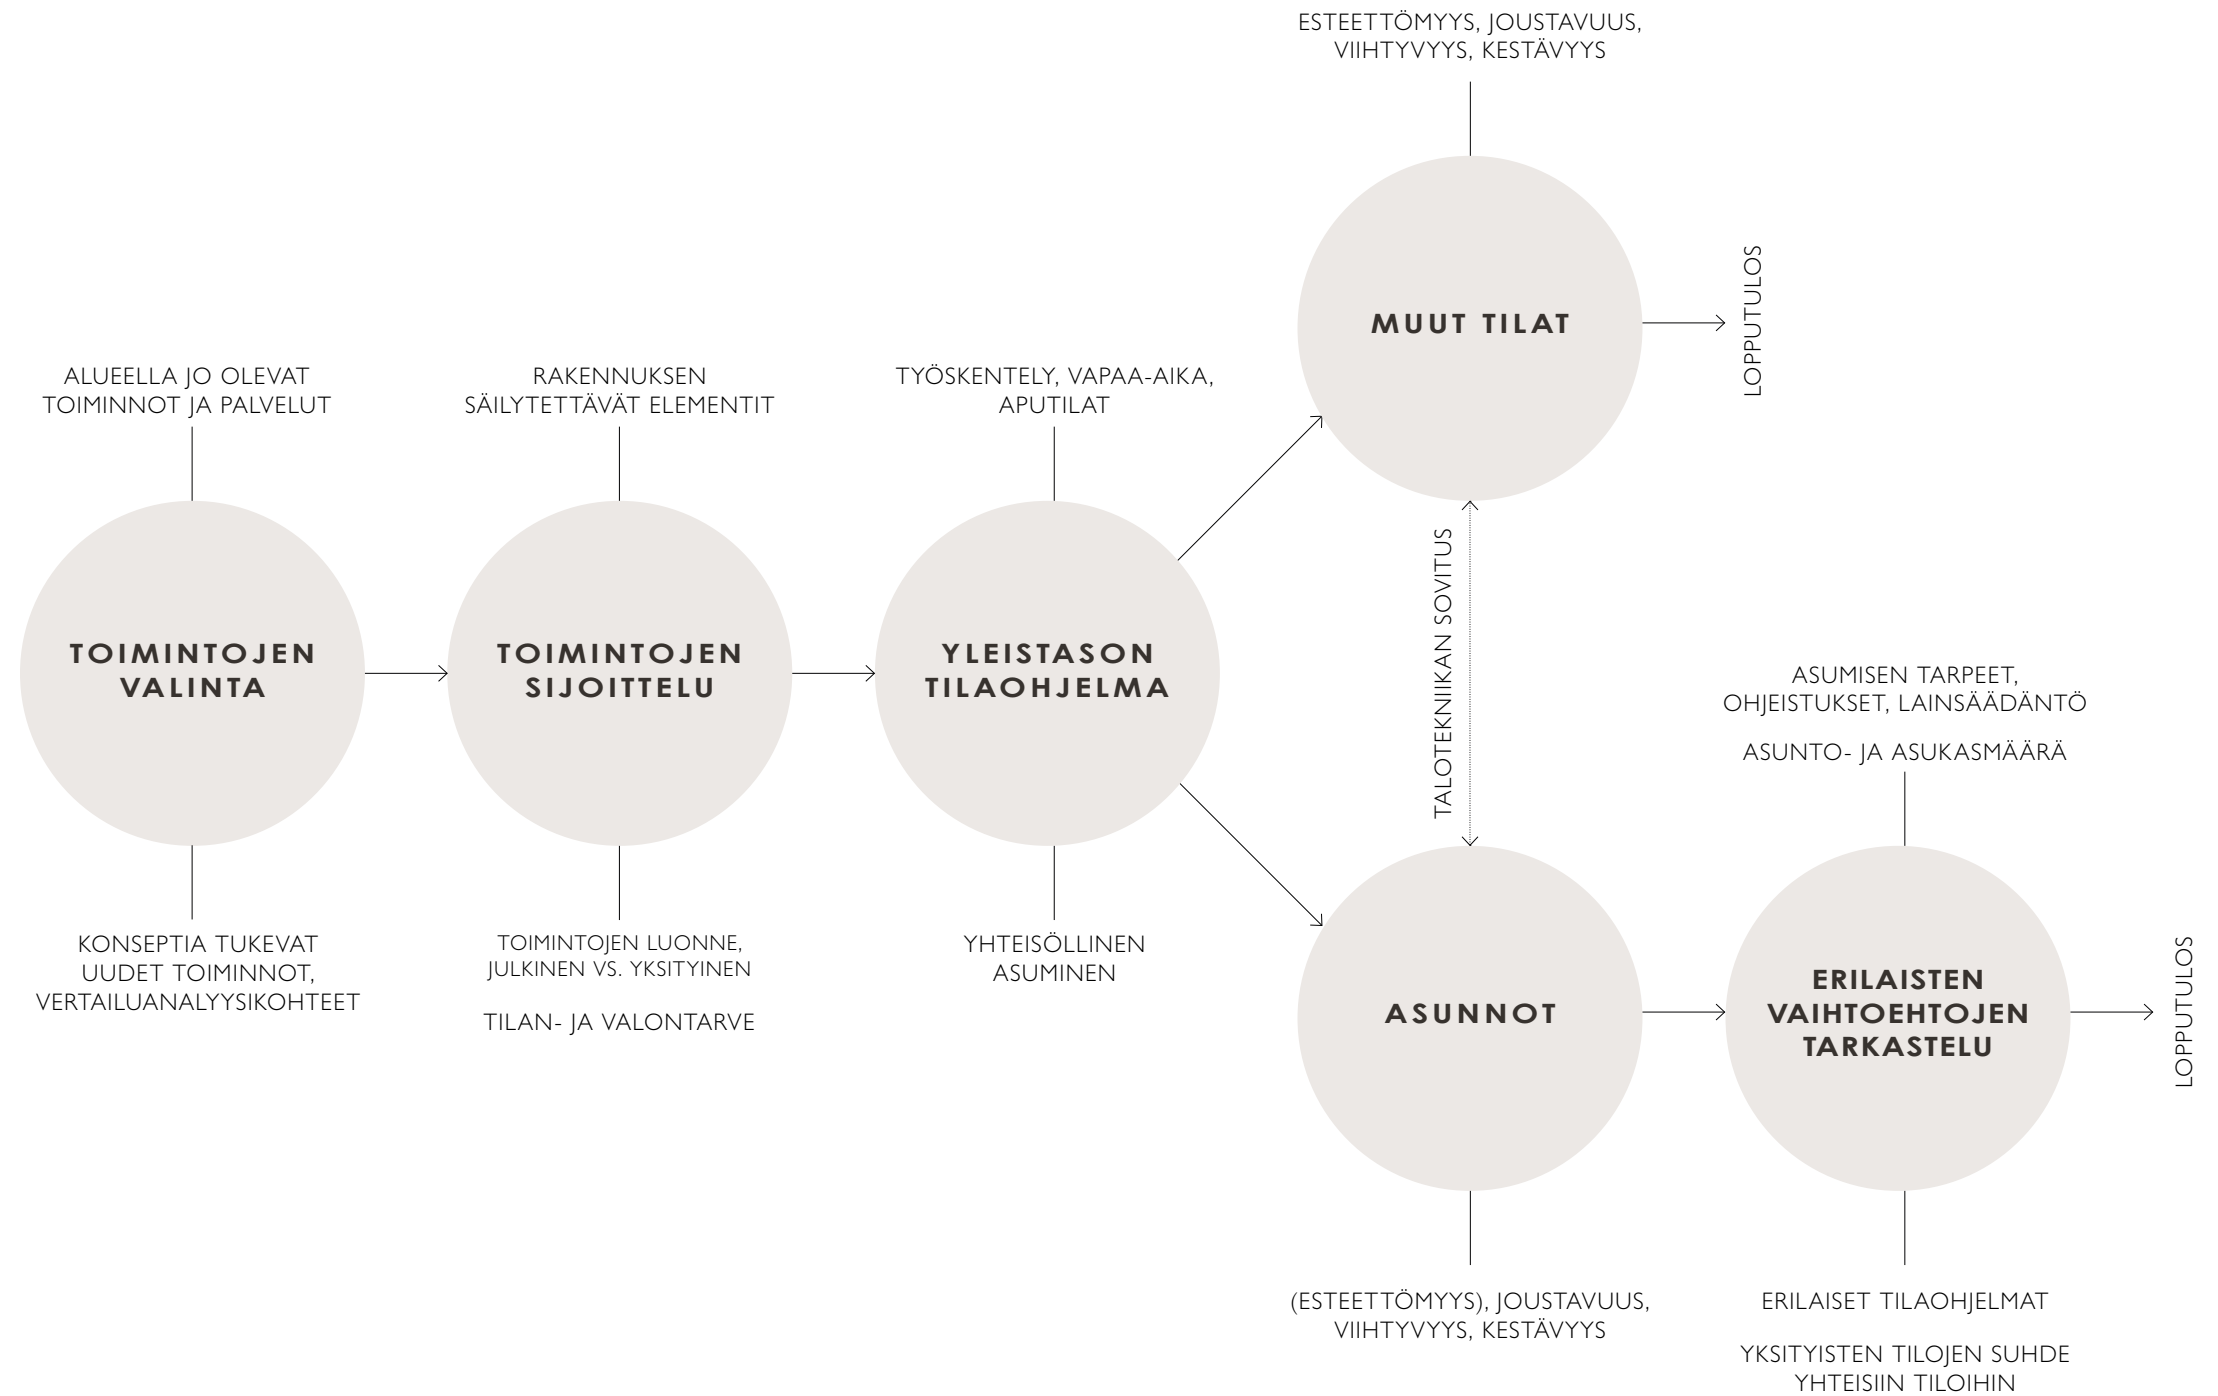 ESTEETTÖMYYS, JOUSTAVUUS,
VIIHTYVYYS, KESTÄVYYS
MUUT TILAT
LOPPUTULOS
ALUEELLA JO OLEVAT
TOIMINNOT JA PALVELUT
RAKENNUKSEN
SÄILYTETTÄVÄT ELEMENTIT
TYÖSKENTELY, VAPAA-AIKA,
APUTILAT
TOIMINTOJEN
VALINTA
TOIMINTOJEN
SIJOITTELU
YLEISTASON
TILAOHJELMA
TALOTEKNIIKAN SOVITUS
KONSEPTIA TUKEVAT
UUDET TOIMINNOT,
VERTAILUANALYYSIKOHTEET
TOIMINTOJEN LUONNE,
JULKINEN VS. YKSITYINEN
TILAN- JA VALONTARVE
YHTEISÖLLINEN
ASUMINEN
ASUNNOT
(ESTEETTÖMYYS), JOUSTAVUUS,
VIIHTYVYYS, KESTÄVYYS
ASUMISEN TARPEET,
OHJEISTUKSET, LAINSÄÄDÄNTÖ
ASUNTO- JA ASUKASMÄÄRÄ
ERILAISTEN
VAIHTOEHTOJEN
TARKASTELU
LOPPUTULOS
ERILAISET TILAOHJELMAT
YKSITYISTEN TILOJEN SUHDE
YHTEISIIN TILOIHIN